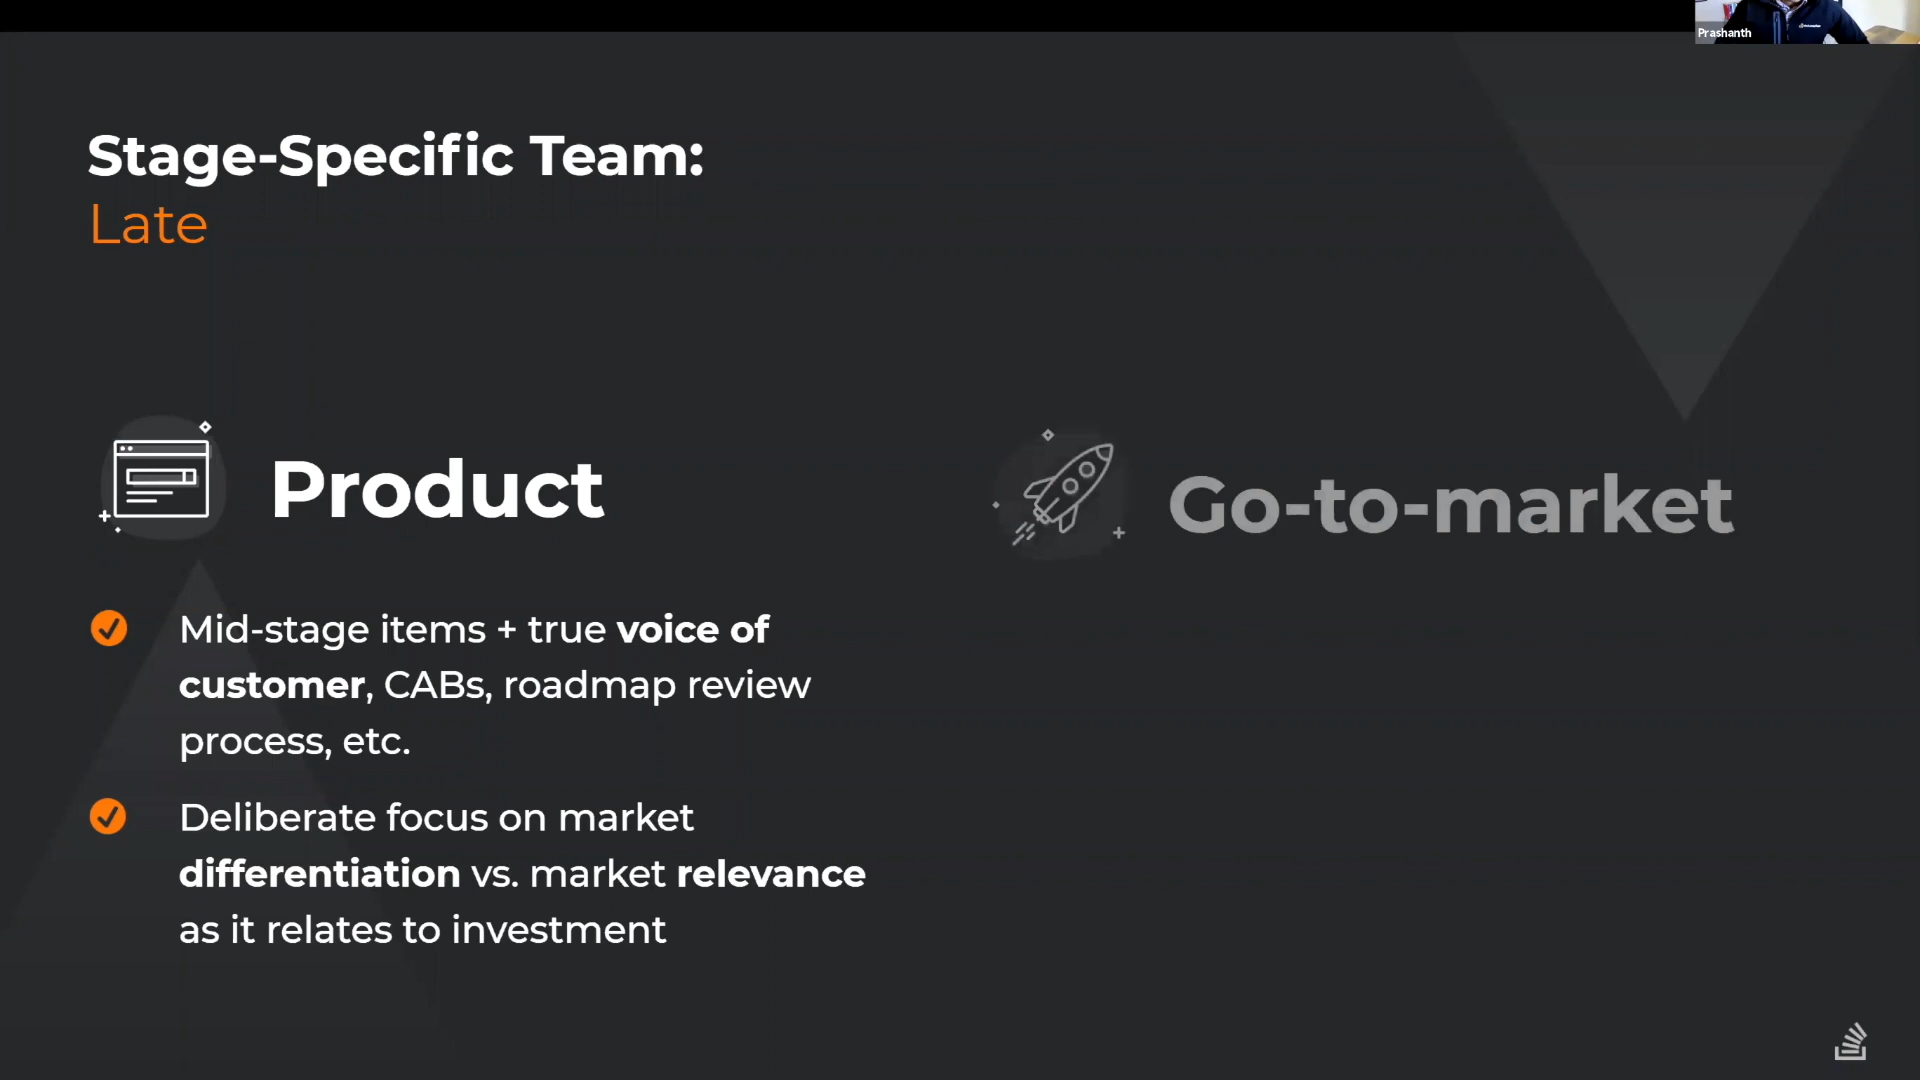 Prashanth
Stage-Specific Team:
Late
Product
Mid-stage items + true voice of
customer, CABs, roadmap review
process, etc.
Deliberate focus on market
differentiation vs. market relevance
as it relates to investment
Go-to-market